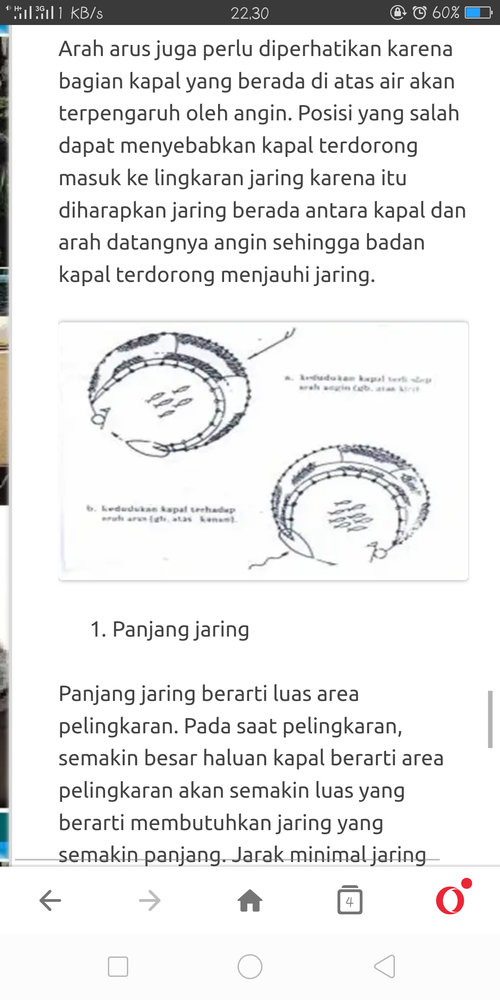 H+ 3G 1 KB/s 22,30 60%
Arah arus juga perlu diperhatikan karena
bagian kapal yang berada di atas air akan
terpengaruh oleh angin. Posisi yang salah
dapat menyebabkan kapal terdorong
masuk ke lingkaran jaring karena itu
diharapkan jaring berada antara kapal dan
arah datangnya angin sehingga badan
kapal terdorong menjauhi jaring.
a. kedudukan kapal
arah angin (gb. atas
b. kedudukan kapal terhadap
arah arus (gb. atas kanan).
1. Panjang jaring
Panjang jaring berarti luas area
pelingkaran. Pada saat pelingkaran,
semakin besar haluan kapal berarti area
pelingkaran akan semakin luas yang
berarti membutuhkan jaring yang
semakin panjang. Jarak minimal jaring
4